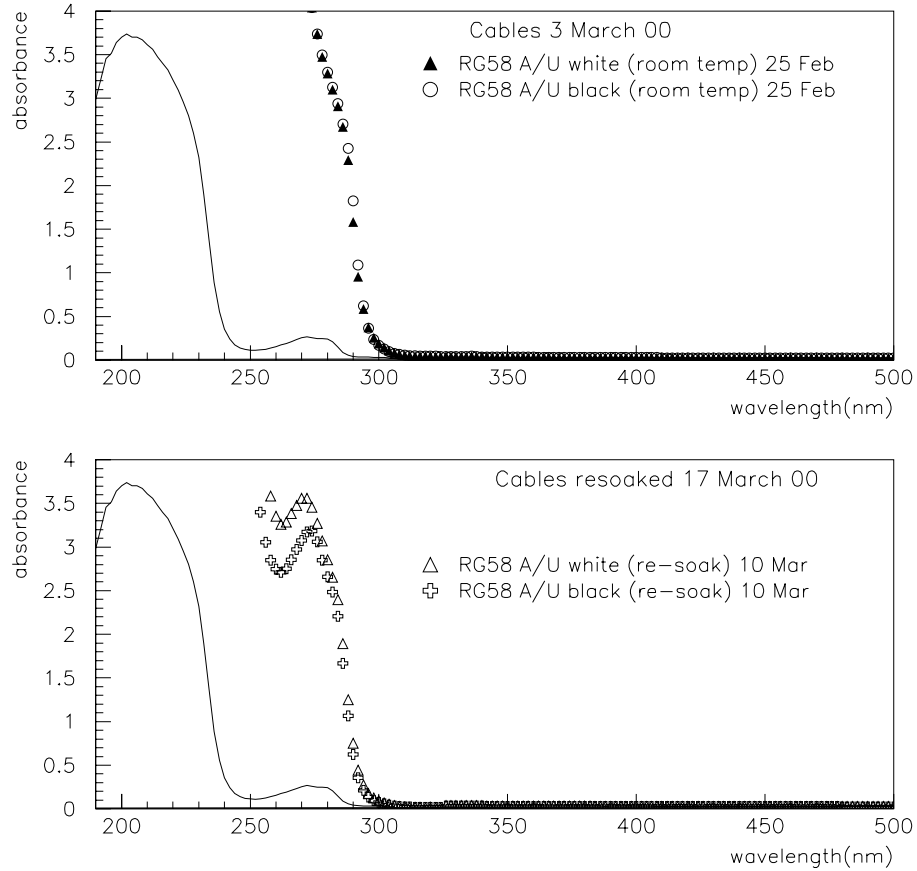 absorbance
4
3.5
3
2.5
2
1.5
1
0.5
0
Cables 3 March 00
RG58 A/U white (room temp) 25 Feb
RG58 A/U black (room temp) 25 Feb
200 250 300 350 400 450 500
wavelength(nm)
absorbance
4
3.5
3
2.5
2
1.5
1
0.5
0
Cables resoaked 17 March 00
RG58 A/U white (re-soak) 10 Mar
RG58 A/U black (re-soak) 10 Mar
200 250 300 350 400 450 500
wavelength(nm)